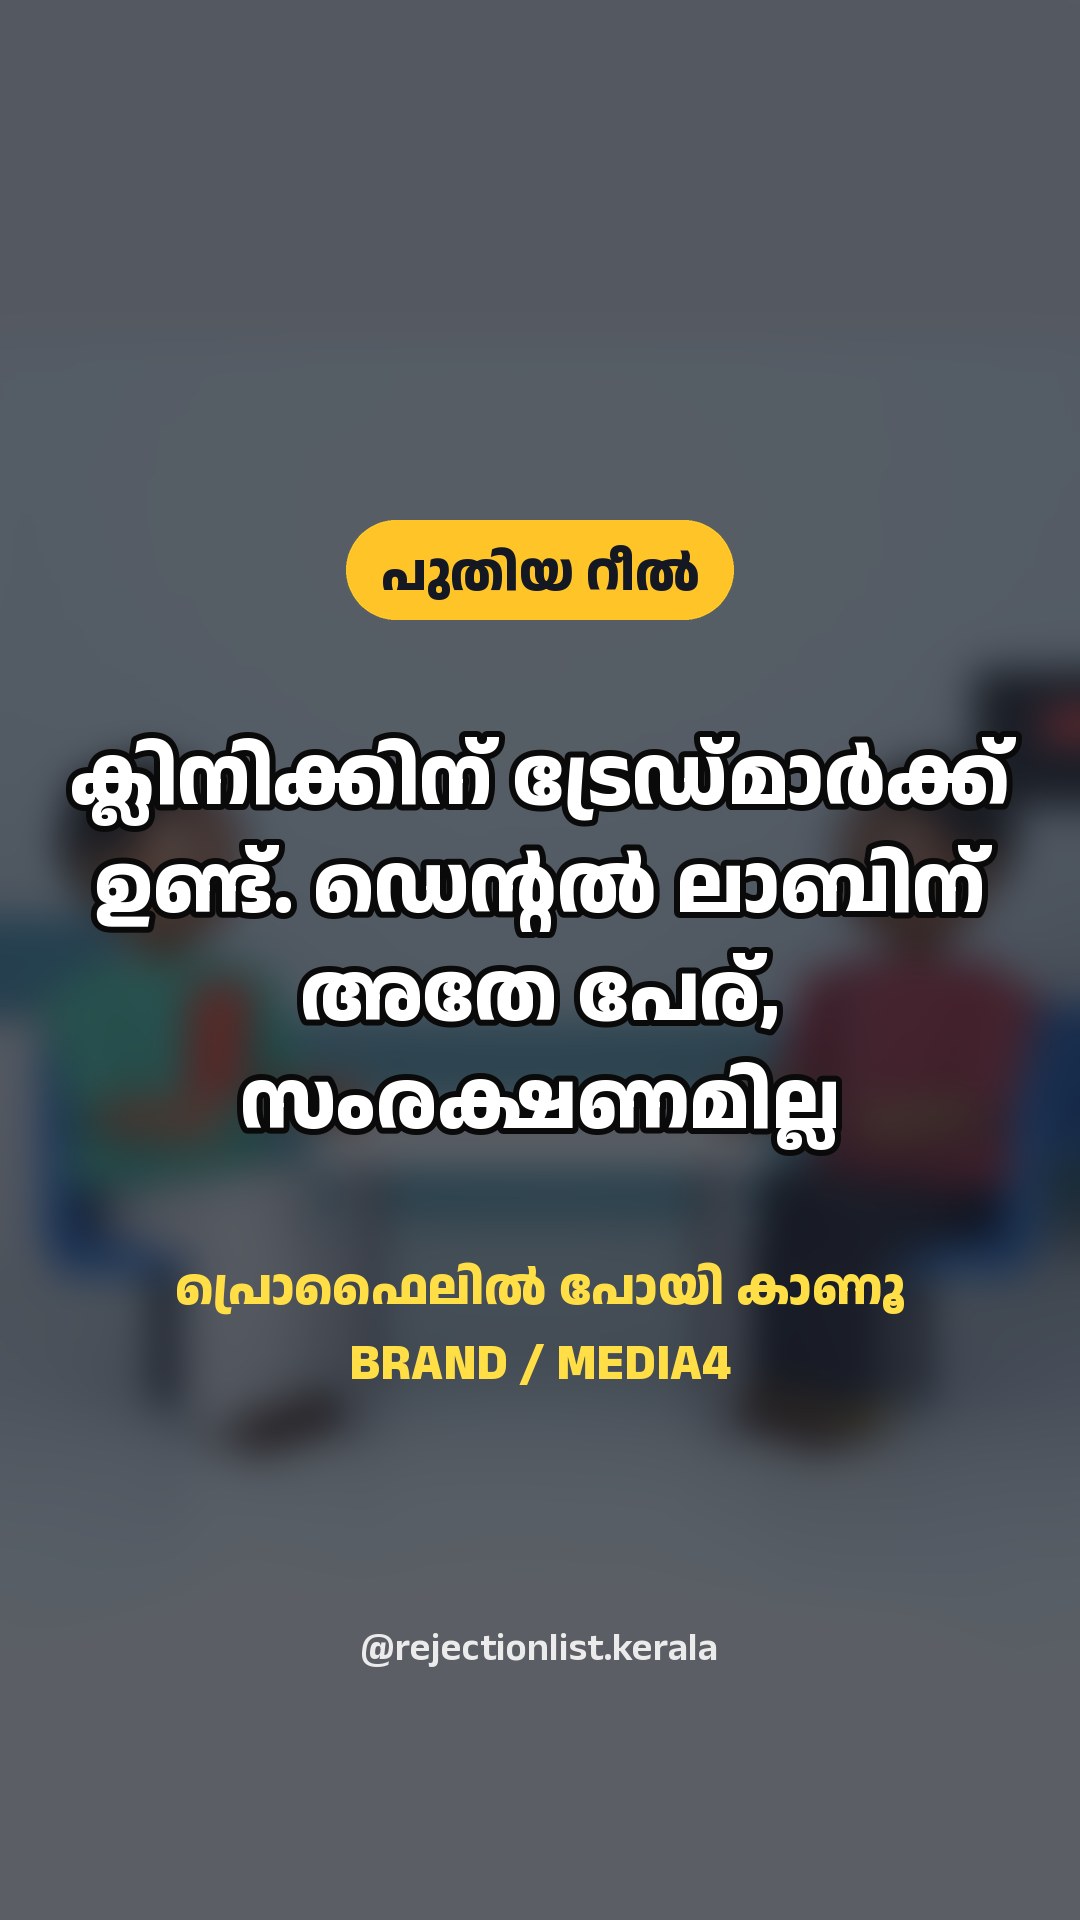 പുതിയ റീൽ
ക്ലിനിക്കിന് ട്രേഡ്മാർക്ക്
ഉണ്ട്. ഡെന്റൽ ലാബിന്
അതേ പേര്,
സംരക്ഷണമില്ല
പ്രൊഫൈലിൽ പോയി കാണൂ
BRAND / MEDIA4
@rejectionlist.kerala